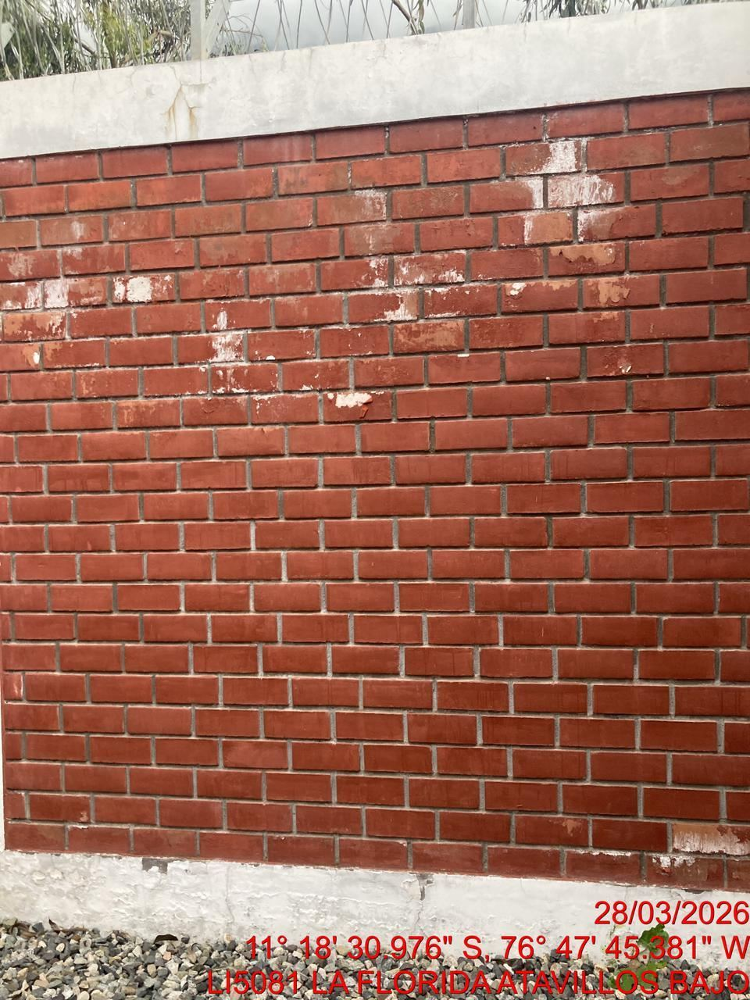 28/03/2026
11° 18' 30.976" S, 76° 47' 45.381" W
LI5081 LA FLORIDA ATAVILLOS BAJO